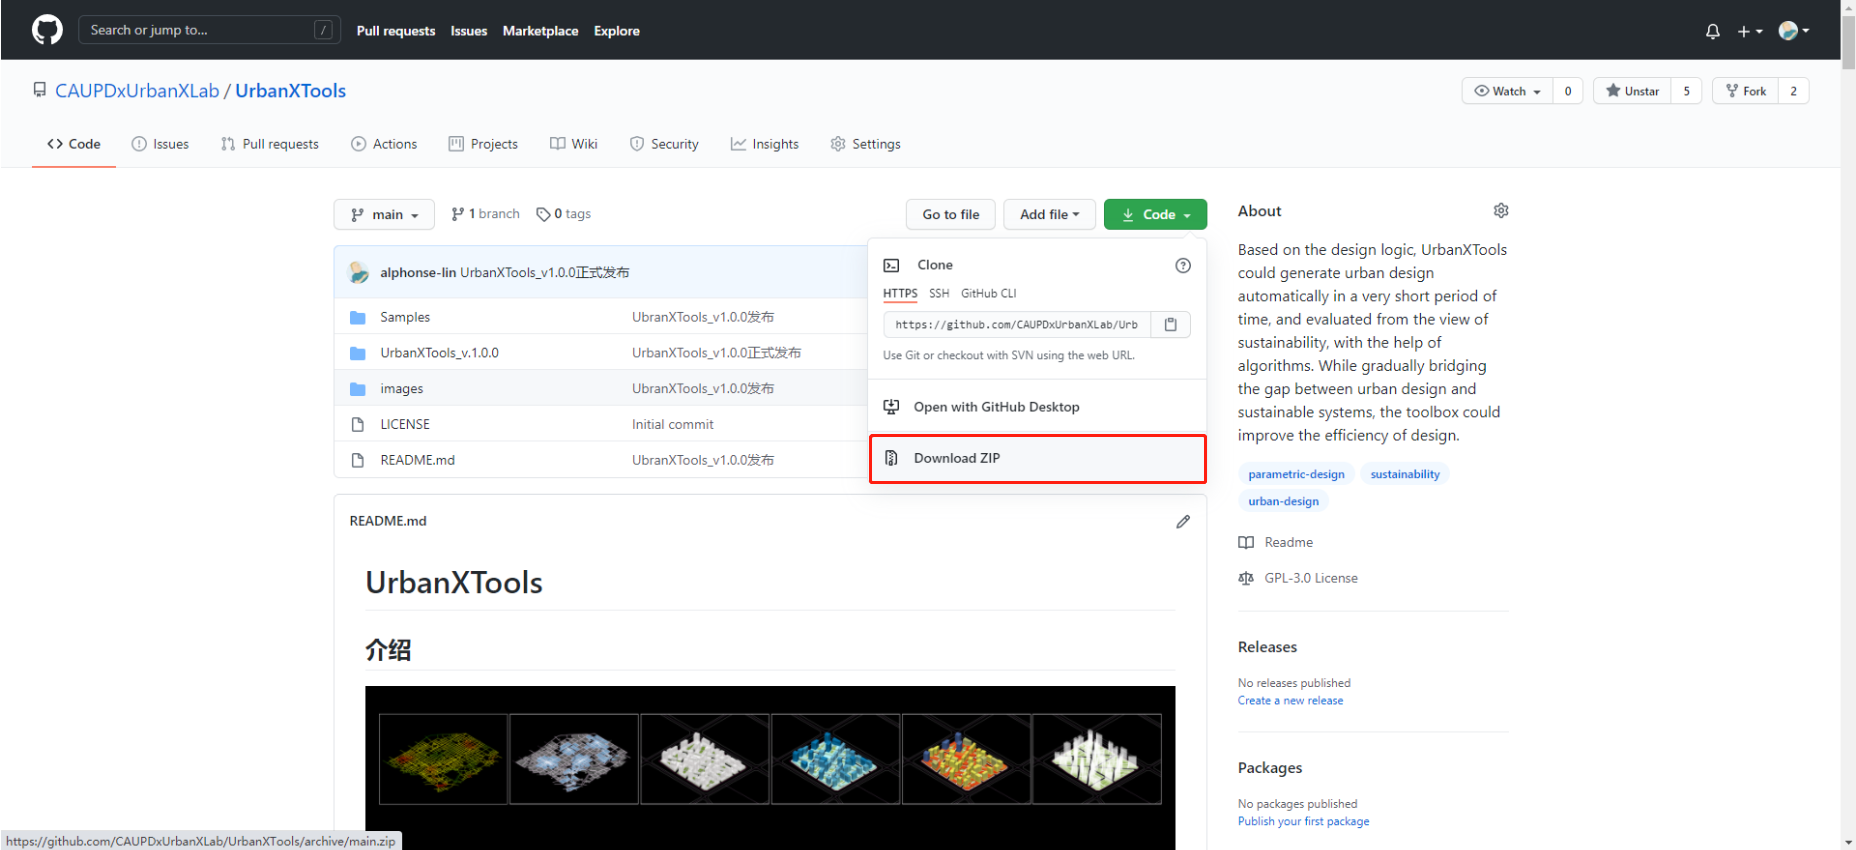 Search or jump to... /
Pull requests Issues Marketplace Explore
CAUPDxUrbanXLab / UrbanXTools
Watch 0 Unstar 5 Fork 2
Code Issues Pull requests Actions Projects Wiki Security Insights Settings
main 1 branch 0 tags
Go to file Add file Code
alphonse-lin UrbanXTools_v1.0.0正式发布
Samples UbranXTools_v1.0.0发布
UrbanXTools_v.1.0.0 UrbanXTools_v1.0.0正式发布
images UbranXTools_v1.0.0发布
LICENSE Initial commit
README.md UbranXTools_v1.0.0发布
Clone
HTTPS SSH GitHub CLI
https://github.com/CAUPDxUrbanXLab/Urb
Use Git or checkout with SVN using the web URL.
Open with GitHub Desktop
Download ZIP
README.md
UrbanXTools
介绍
About
Based on the design logic, UrbanXTools
could generate urban design
automatically in a very short period of
time, and evaluated from the view of
sustainability, with the help of
algorithms. While gradually bridging
the gap between urban design and
sustainable systems, the toolbox could
improve the efficiency of design.
parametric-design sustainability
urban-design
Readme
GPL-3.0 License
Releases
No releases published
Create a new release
Packages
No packages published
Publish your first package
https://github.com/CAUPDxUrbanXLab/UrbanXTools/archive/main.zip